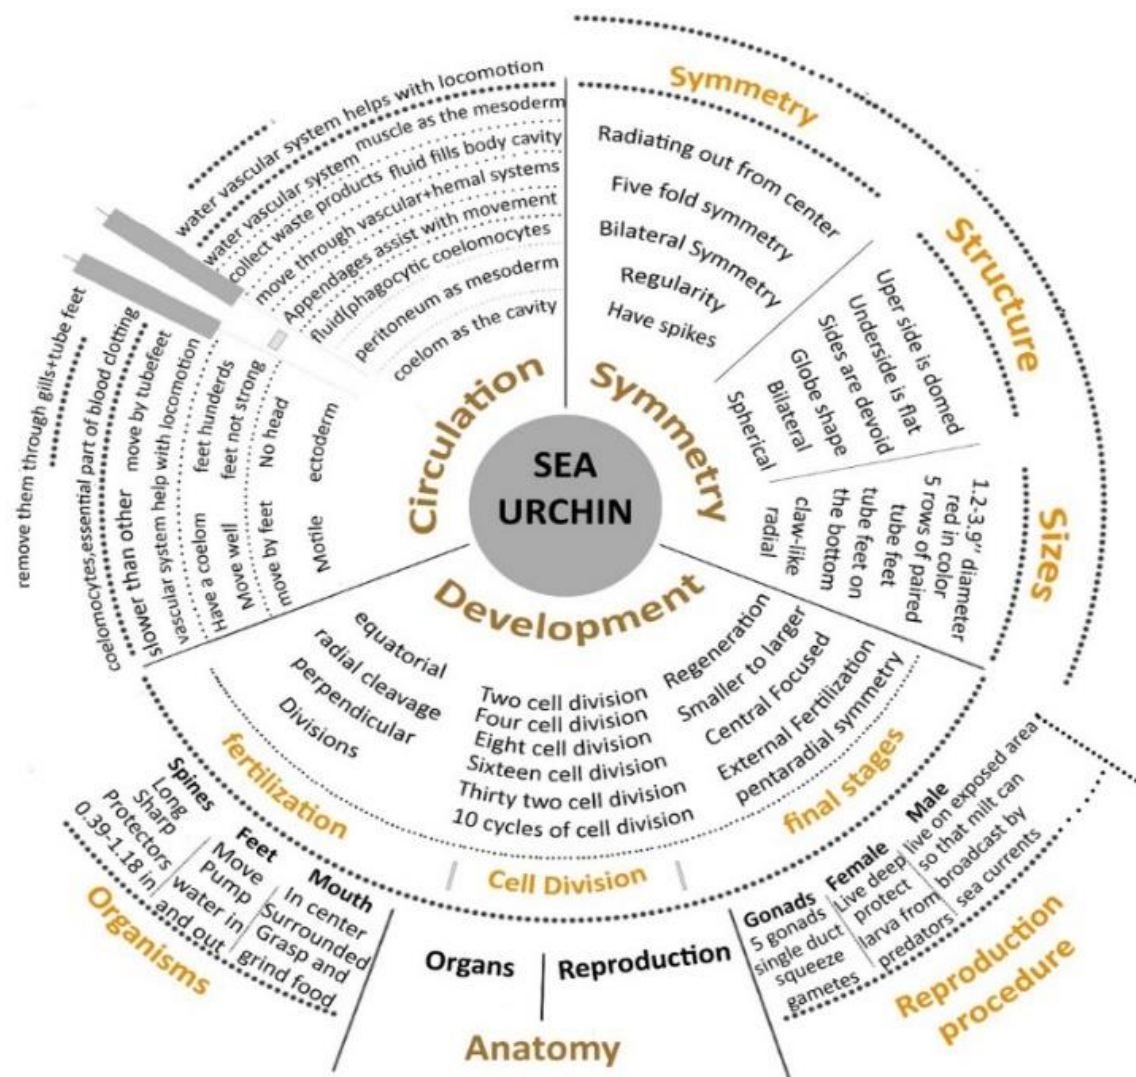 SEA
URCHIN
Symmetry
Symmetry
Radiating out from center
Five fold symmetry
Bilateral Symmetry
Regularity
Have spikes
Structure
Uper side is domed
Underside is flat
Sides are devoid
Globe shape
Bilateral
Spherical
Sizes
1.2-3.9" diameter
red in color
5 rows of paired
tube feet
tube feet on
the bottom
claw-like
radial
Development
Regeneration
Smaller to larger
Central Focused
External Fertilization
pentaradial symmetry
final stages
Two cell division
Four cell division
Eight cell division
Sixteen cell division
Thirty two cell division
10 cycles of cell division
Cell Division
equatorial
radial cleavage
perpendicular
Divisions
fertilization
Circulation
water vascular system helps with locomotion
water vascular system muscle as the mesoderm
collect waste products fluid fills body cavity
move through vascular+hemal systems
Appendages assist with movement
fluid(phagocytic coelomocytes
peritoneum as mesoderm
coelom as the cavity
remove them through gills+tube feet
coelomocytes,essential part of blood clotting
slower than other move by tubefeet
vascular system help with locomotion
Have a coelom feet hunderds
Move well feet not strong
move by feet No head
Motile ectoderm
Spines
Long
Sharp
Protectors
0.39-1.18 in
Feet
Move
Pump
water in
and out
Mouth
In center
Surrounded
Grasp and
grind food
Organisms
Organs
Reproduction
Anatomy
Gonads
5 gonads
single duct
squeeze
gametes
Female
Live deep
protect
larva from
predators
Male
live on exposed area
so that milt can
broadcast by
sea currents
Reproduction
procedure